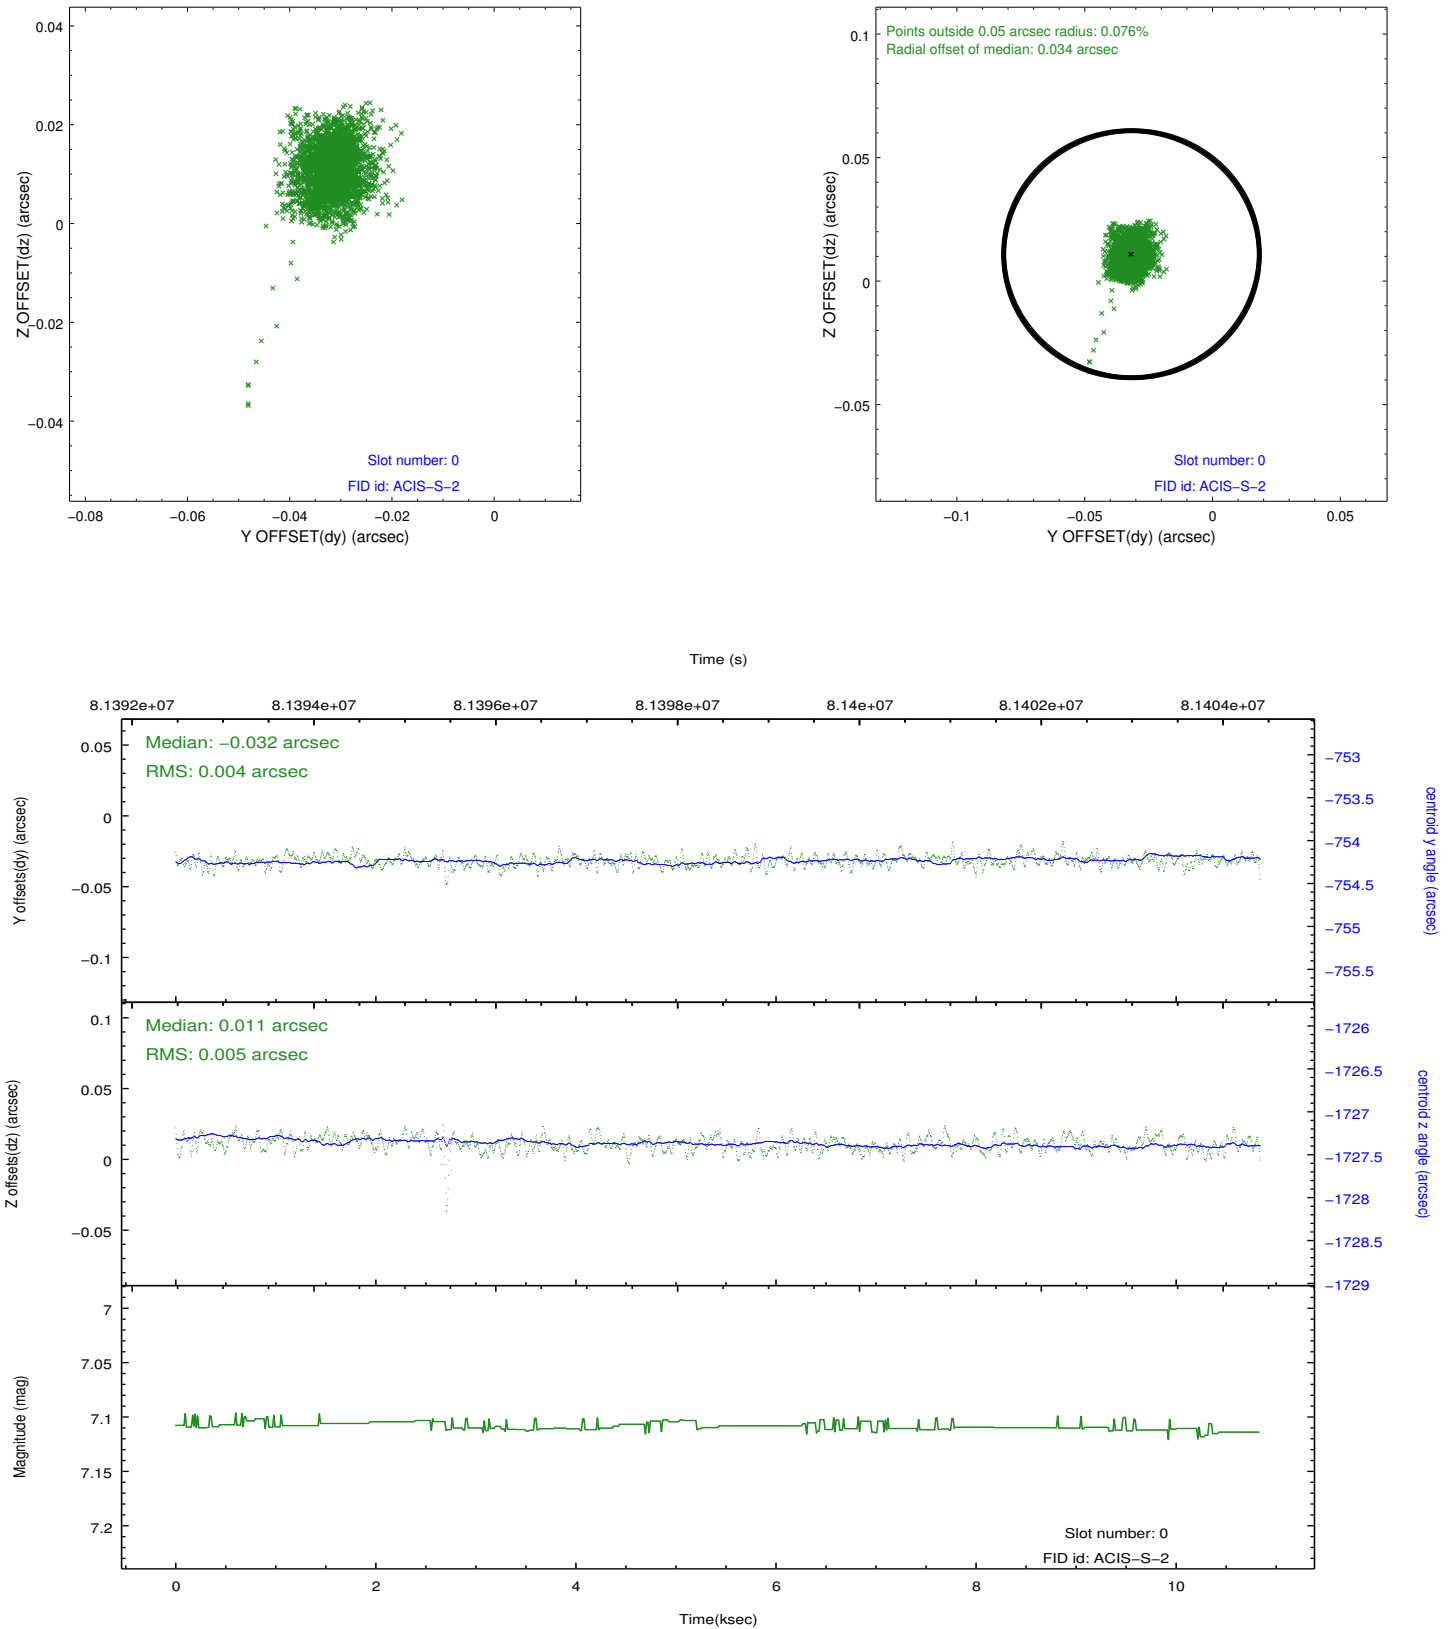 0.04
0.02
0
−0.02
−0.04
Z OFFSET(dz) (arcsec)
Slot number: 0
FID id: ACIS−S−2
−0.08 −0.06 −0.04 −0.02 0
Y OFFSET(dy) (arcsec)
Points outside 0.05 arcsec radius: 0.076%
Radial offset of median: 0.034 arcsec
0.1
0.05
0
−0.05
Z OFFSET(dz) (arcsec)
Slot number: 0
FID id: ACIS−S−2
−0.1 −0.05 0 0.05
Y OFFSET(dy) (arcsec)
Time (s)
8.1392e+07 8.1394e+07 8.1396e+07 8.1398e+07 8.14e+07 8.1402e+07 8.1404e+07
Median: −0.032 arcsec
RMS: 0.004 arcsec
0.05
0
−0.05
−0.1
Y offsets(dy) (arcsec)
−753
−753.5
−754
−754.5
−755
−755.5
centroid y angle (arcsec)
Median: 0.011 arcsec
RMS: 0.005 arcsec
0.1
0.05
0
−0.05
Z offsets(dz) (arcsec)
−1726
−1726.5
−1727
−1727.5
−1728
−1728.5
−1729
centroid z angle (arcsec)
7
7.05
7.1
7.15
7.2
Magnitude (mag)
Slot number: 0
FID id: ACIS−S−2
0 2 4 6 8 10
Time(ksec)